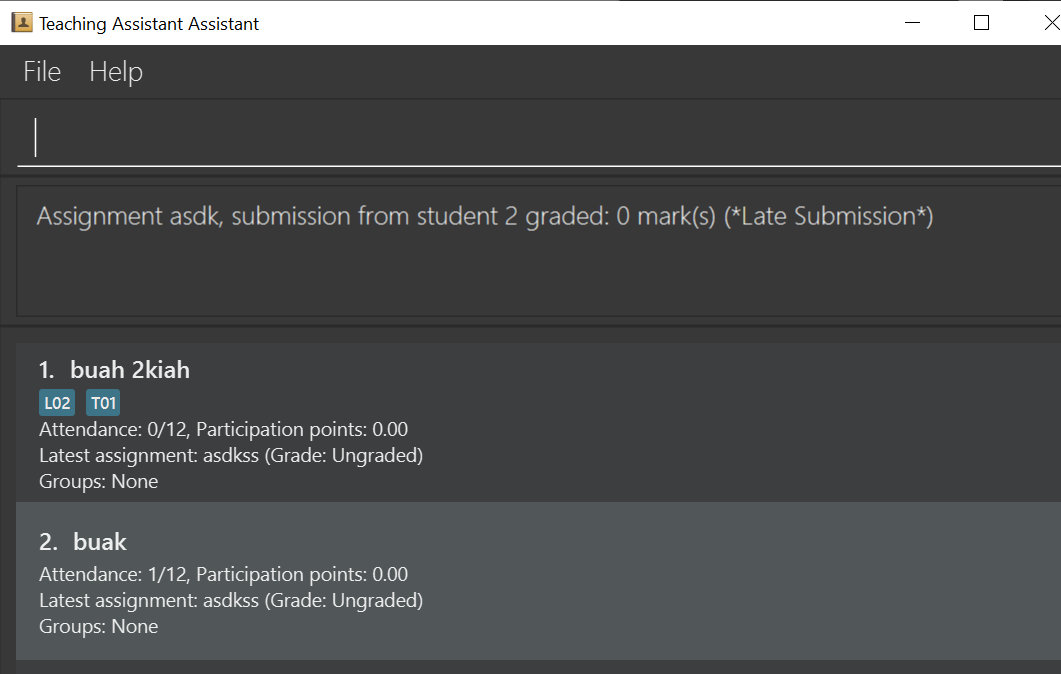 Teaching Assistant Assistant
File Help
Assignment asdk, submission from student 2 graded: 0 mark(s) (*Late Submission*)
1. buah 2kiah
L02 T01
Attendance: 0/12, Participation points: 0.00
Latest assignment: asdkss (Grade: Ungraded)
Groups: None
2. buak
Attendance: 1/12, Participation points: 0.00
Latest assignment: asdkss (Grade: Ungraded)
Groups: None